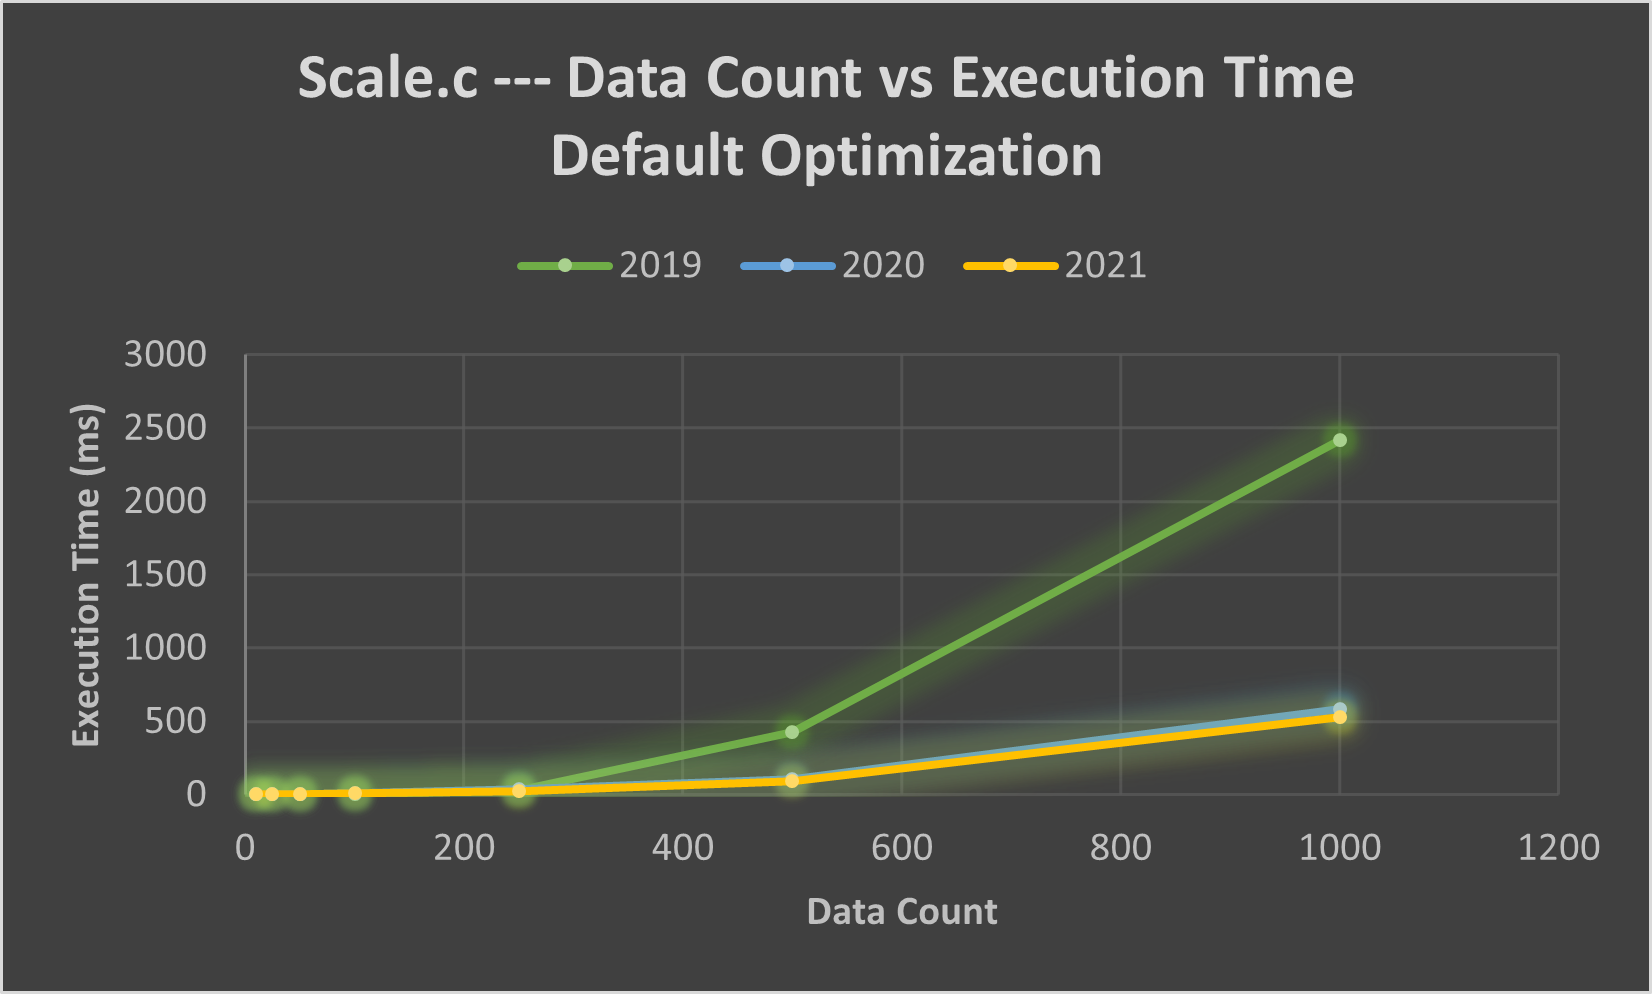 Scale.c --- Data Count vs Execution Time
Default Optimization
2019 2020 2021
3000
2500
2000
1500
1000
500
0
Execution Time (ms)
0 200 400 600 800 1000 1200
Data Count